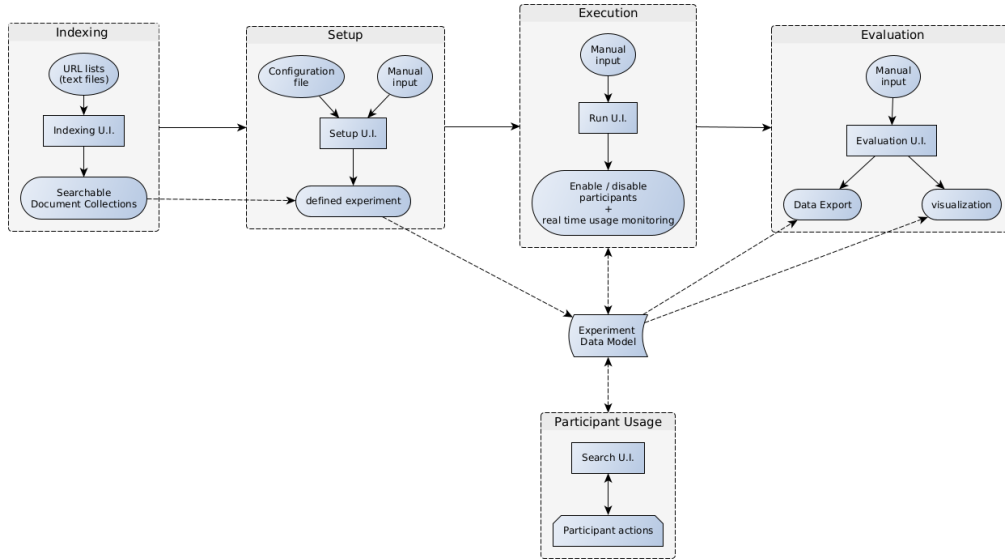 Indexing
URL lists
(text files)
Indexing U.I.
Searchable
Document Collections
Setup
Configuration
file
Manual
input
Setup U.I.
defined experiment
Execution
Manual
input
Run U.I.
Enable / disable
participants
+
real time usage monitoring
Evaluation
Manual
input
Evaluation U.I.
Data Export
visualization
Experiment
Data Model
Participant Usage
Search U.I.
Participant actions